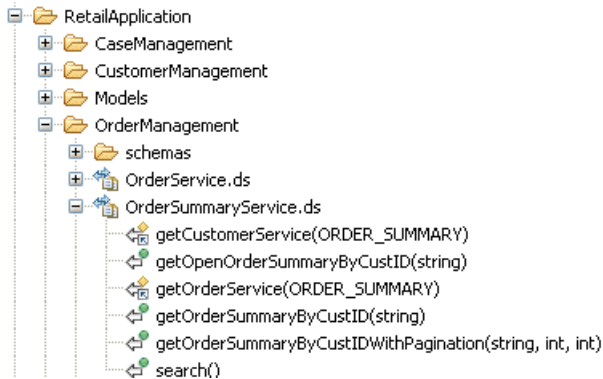 RetailApplication
CaseManagement
CustomerManagement
Models
OrderManagement
schemas
OrderService.ds
OrderSummaryService.ds
getCustomerService(ORDER_SUMMARY)
getOpenOrderSummaryByCustID(string)
getOrderService(ORDER_SUMMARY)
getOrderSummaryByCustID(string)
getOrderSummaryByCustIDWithPagination(string, int, int)
search()